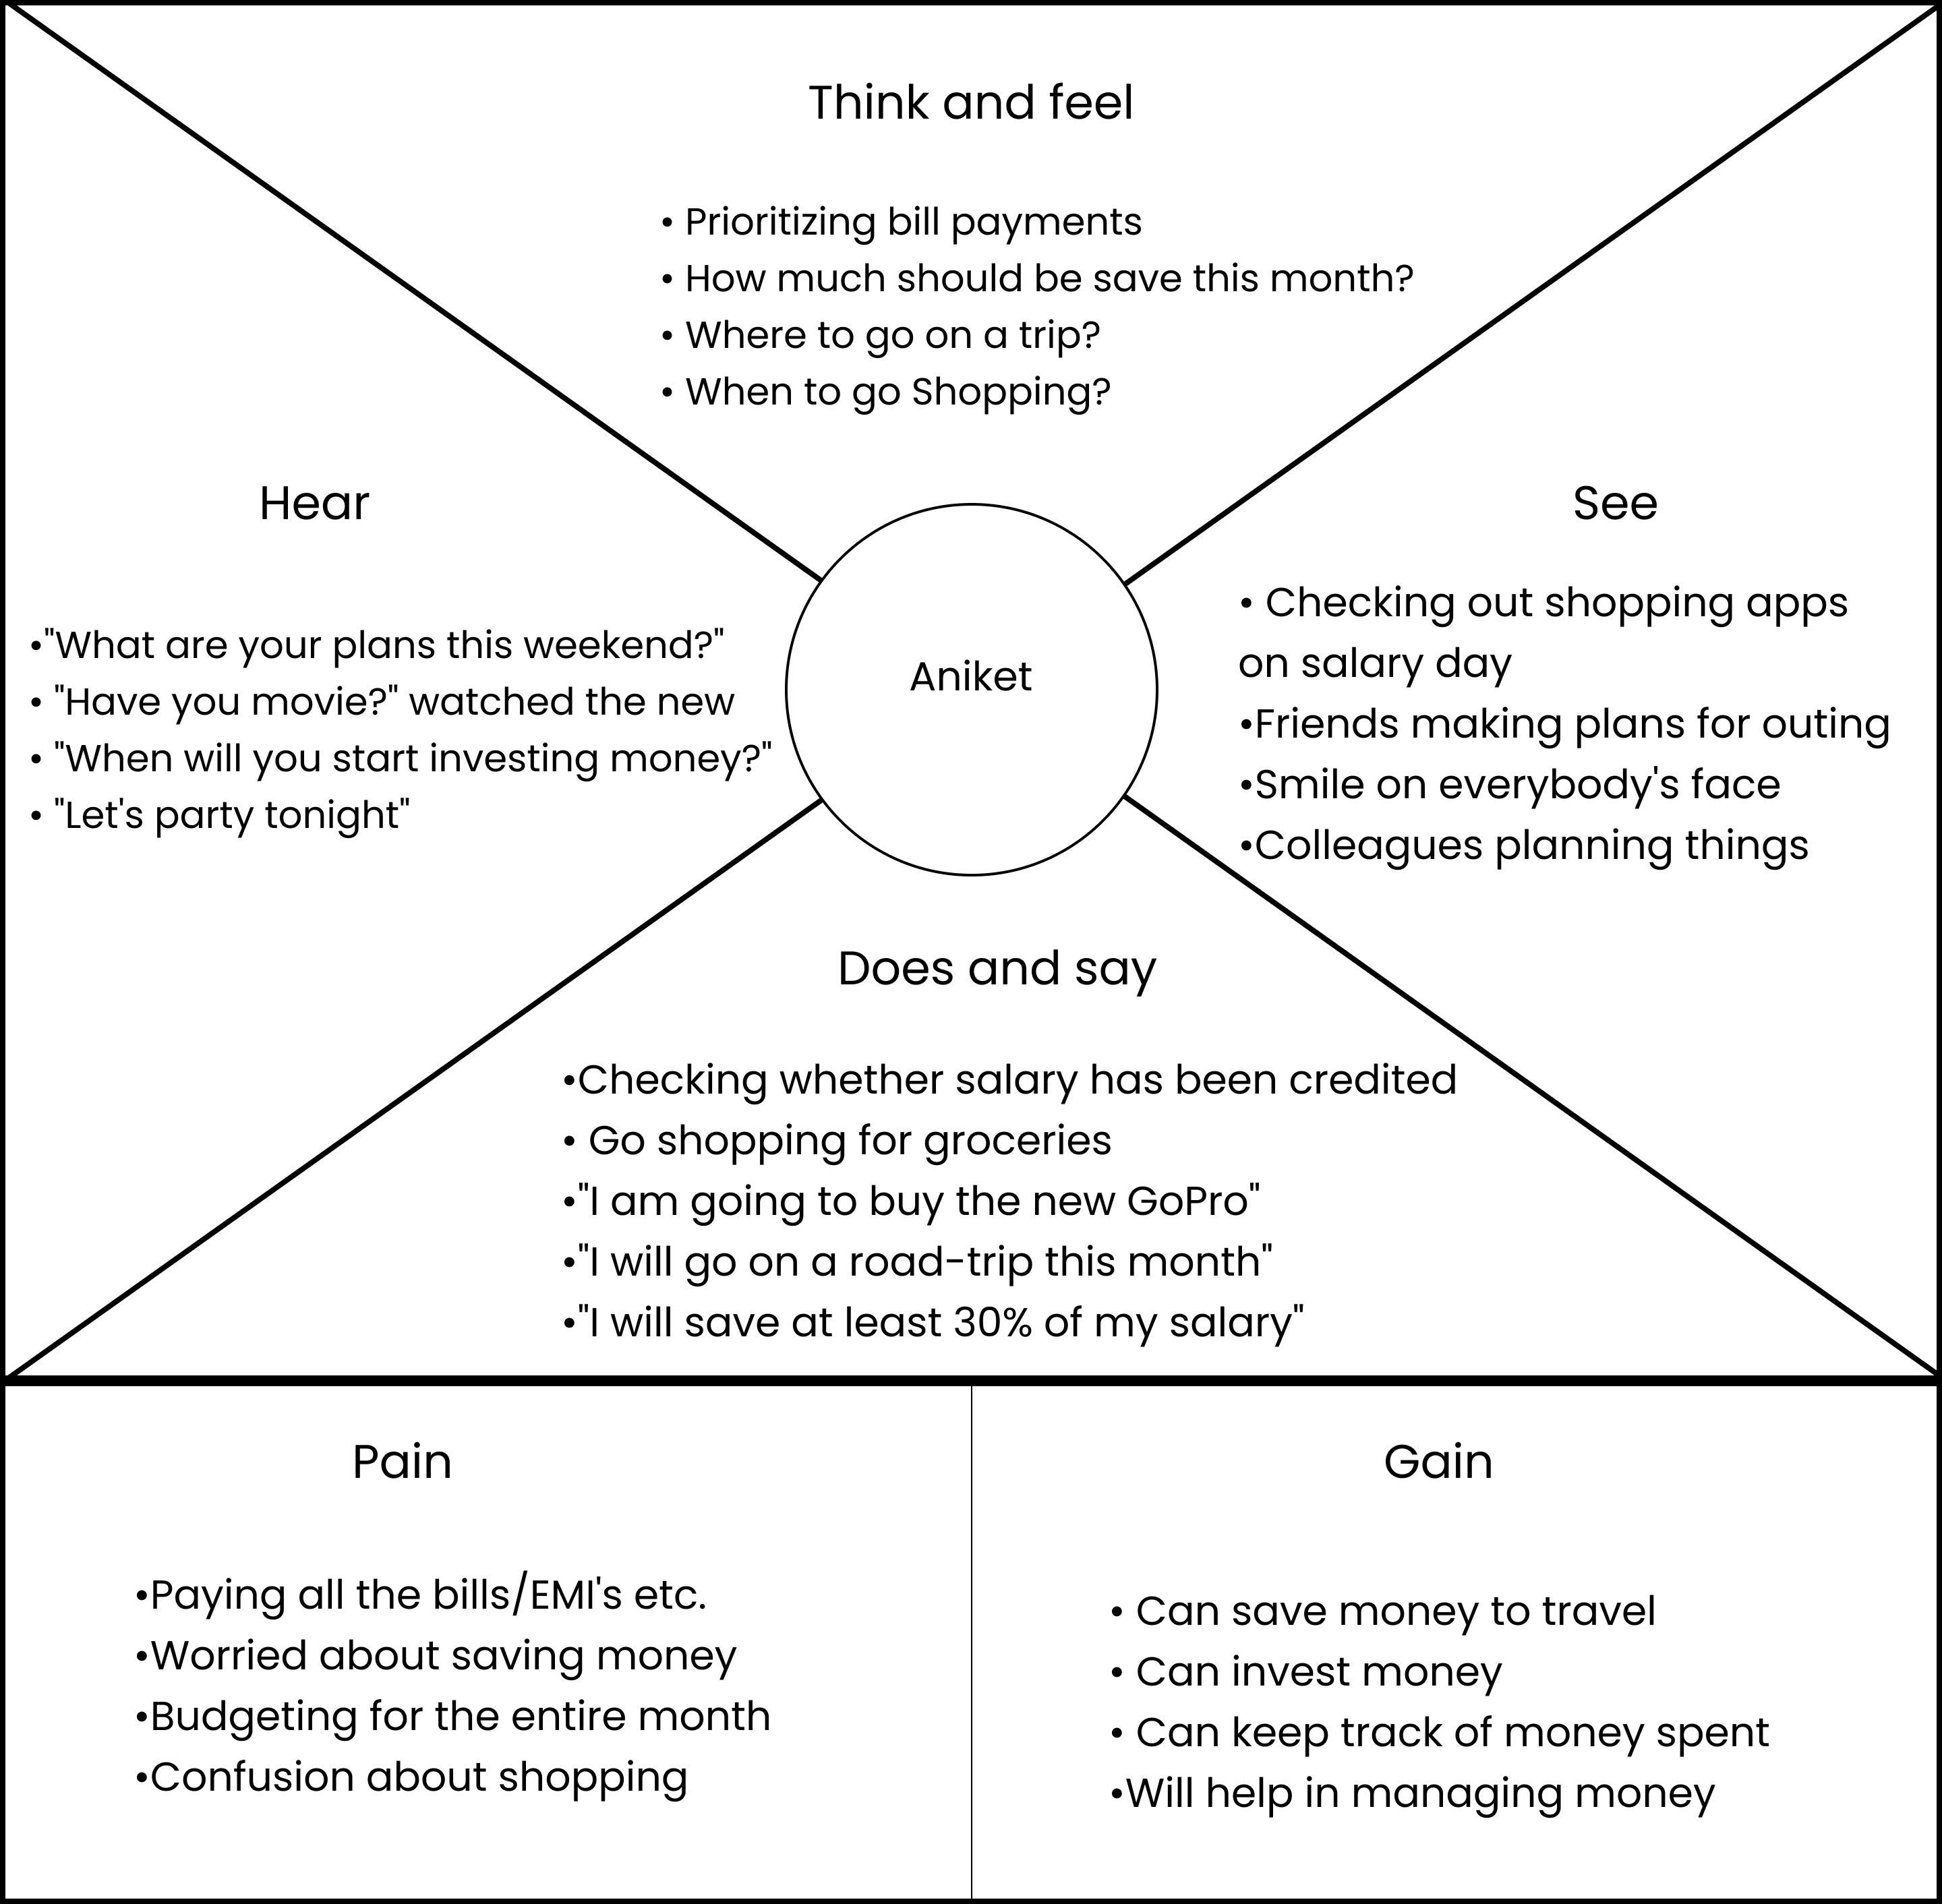 Think and feel
• Prioritizing bill payments
• How much should be save this month?
• Where to go on a trip?
• When to go Shopping?
Hear
•"What are your plans this weekend?"
• "Have you movie?" watched the new
• "When will you start investing money?"
• "Let's party tonight"
Aniket
See
• Checking out shopping apps
on salary day
•Friends making plans for outing
•Smile on everybody's face
•Colleagues planning things
Does and say
•Checking whether salary has been credited
• Go shopping for groceries
•"I am going to buy the new GoPro"
•"I will go on a road-trip this month"
•"I will save at least 30% of my salary"
Pain
•Paying all the bills/EMI's etc.
•Worried about saving money
•Budgeting for the entire month
•Confusion about shopping
Gain
• Can save money to travel
• Can invest money
• Can keep track of money spent
•Will help in managing money